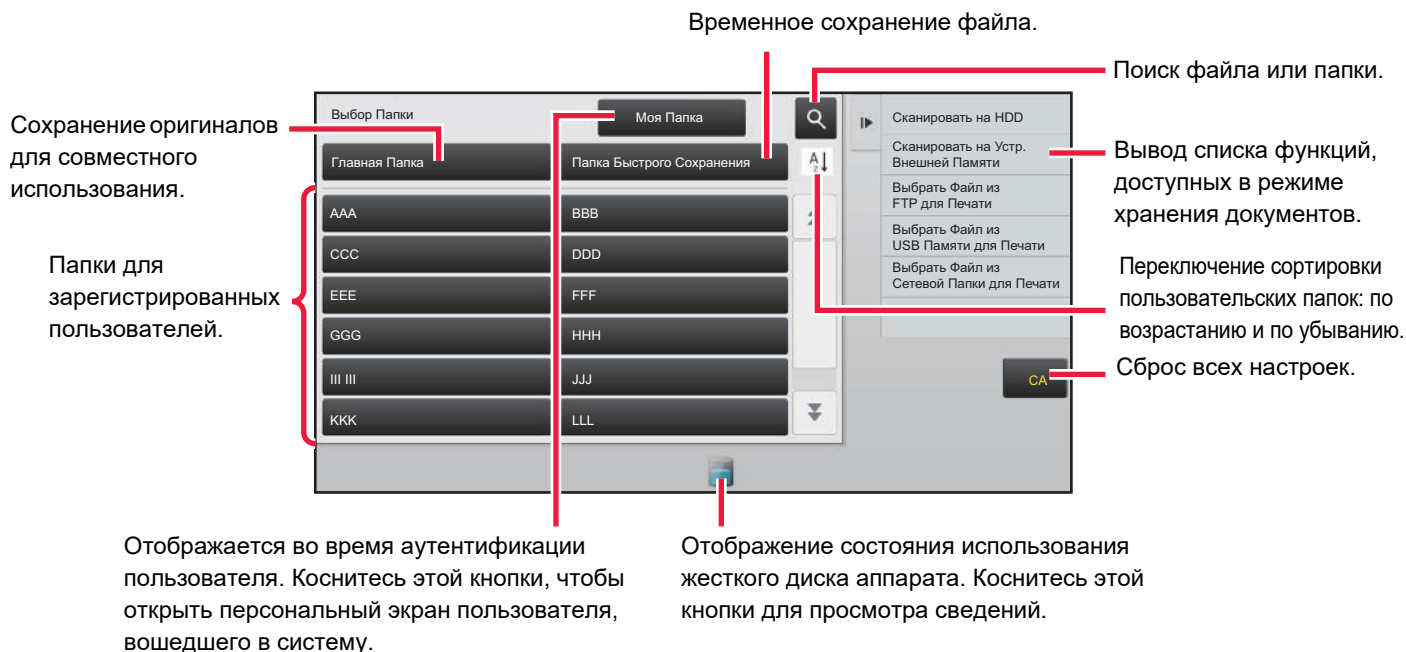 Временное сохранение файла.
Поиск файла или папки.
Сохранение оригиналов
для совместного
использования.
Выбор Папки
Моя Папка
Сканировать на HDD
Главная Папка
Папка Быстрого Сохранения
Сканировать на Устр.
Внешней Памяти
Вывод списка функций,
доступных в режиме
хранения документов.
Выбрать Файл из
FTP для Печати
AAA
BBB
Выбрать Файл из
USB Памяти для Печати
CCC
DDD
Выбрать Файл из
Сетевой Папки для Печати
Папки для
зарегистрированных
пользователей.
EEE
FFF
GGG
HHH
III III
JJJ
KKK
LLL
Переключение сортировки
пользовательских папок: по
возрастанию и по убыванию.
CA
Сброс всех настроек.
Отображается во время аутентификации
пользователя. Коснитесь этой кнопки, чтобы
открыть персональный экран пользователя,
вошедшего в систему.
Отображение состояния использования
жесткого диска аппарата. Коснитесь этой
кнопки для просмотра сведений.